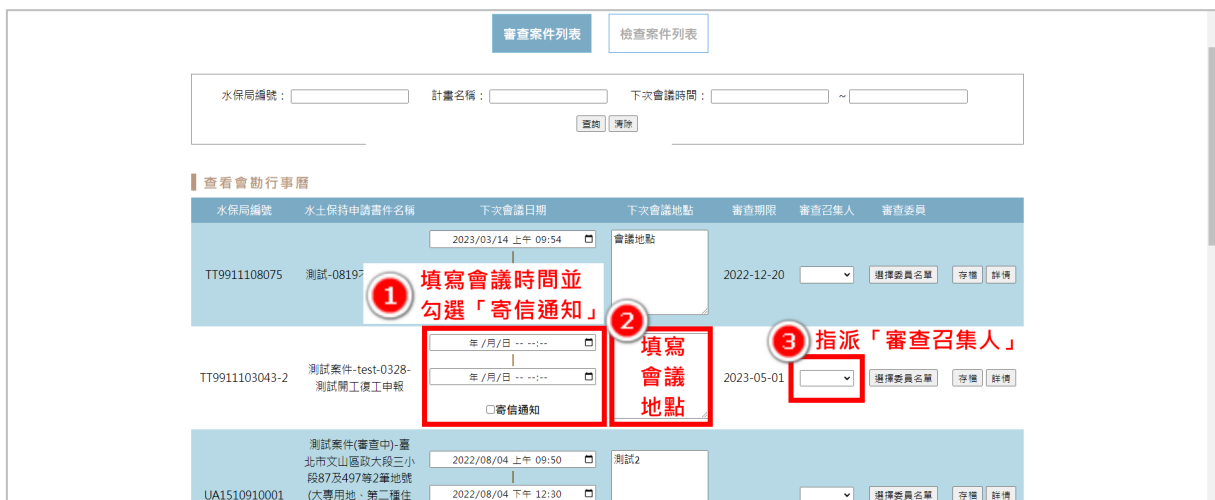 審查案件列表
檢查案件列表
水保局編號：
計畫名稱：
下次會議時間：
~
查詢
清除
查看會勘行事曆
水保局編號 水土保持申請書件名稱 下次會議日期 下次會議地點 審查期限 審查召集人 審查委員
TT9911108075
測試-0819
2023/03/14 上午 09:54
會議地點
2022-12-20
選擇委員名單
存檔
詳情
1
填寫會議時間並
勾選「寄信通知」
2
填寫
會議
地點
3
指派「審查召集人」
TT9911103043-2
測試案件-test-0328-
測試開工復工申報
年 /月/日 -- --:--
年 /月/日 -- --:--
寄信通知
2023-05-01
選擇委員名單
存檔
詳情
UA1510910001
測試案件(審查中)-臺
北市文山區政大段三小
段87及497等2筆地號
(大專用地、第二種住
2022/08/04 上午 09:50
2022/08/04 下午 12:30
測試2
選擇委員名單
存檔
詳情